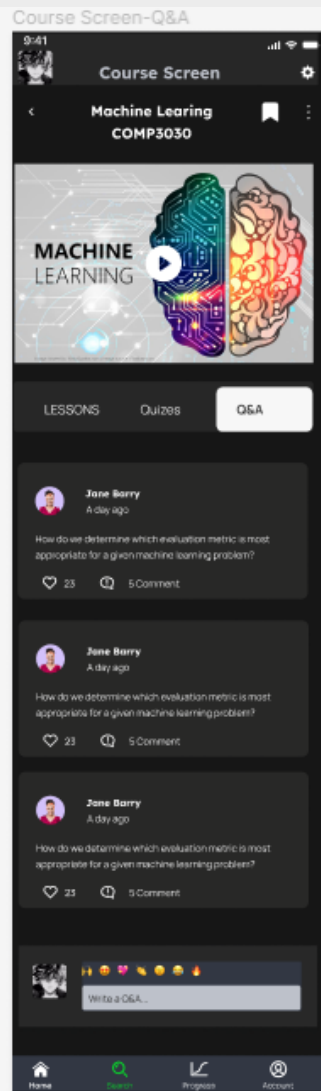 Course Screen-Q&A
9:41
Course Screen
Machine Learing
COMP3030
MACHINE
LEARNING
LESSONS Quizes Q&A
Jane Barry
A day ago
How do we determine which evaluation metric is most
appropriate for a given machine learning problem?
23 5 Comment
Jane Barry
A day ago
How do we determine which evaluation metric is most
appropriate for a given machine learning problem?
23 5 Comment
Jane Barry
A day ago
How do we determine which evaluation metric is most
appropriate for a given machine learning problem?
23 5 Comment
Write a Q&A...
Home Search Progress Account